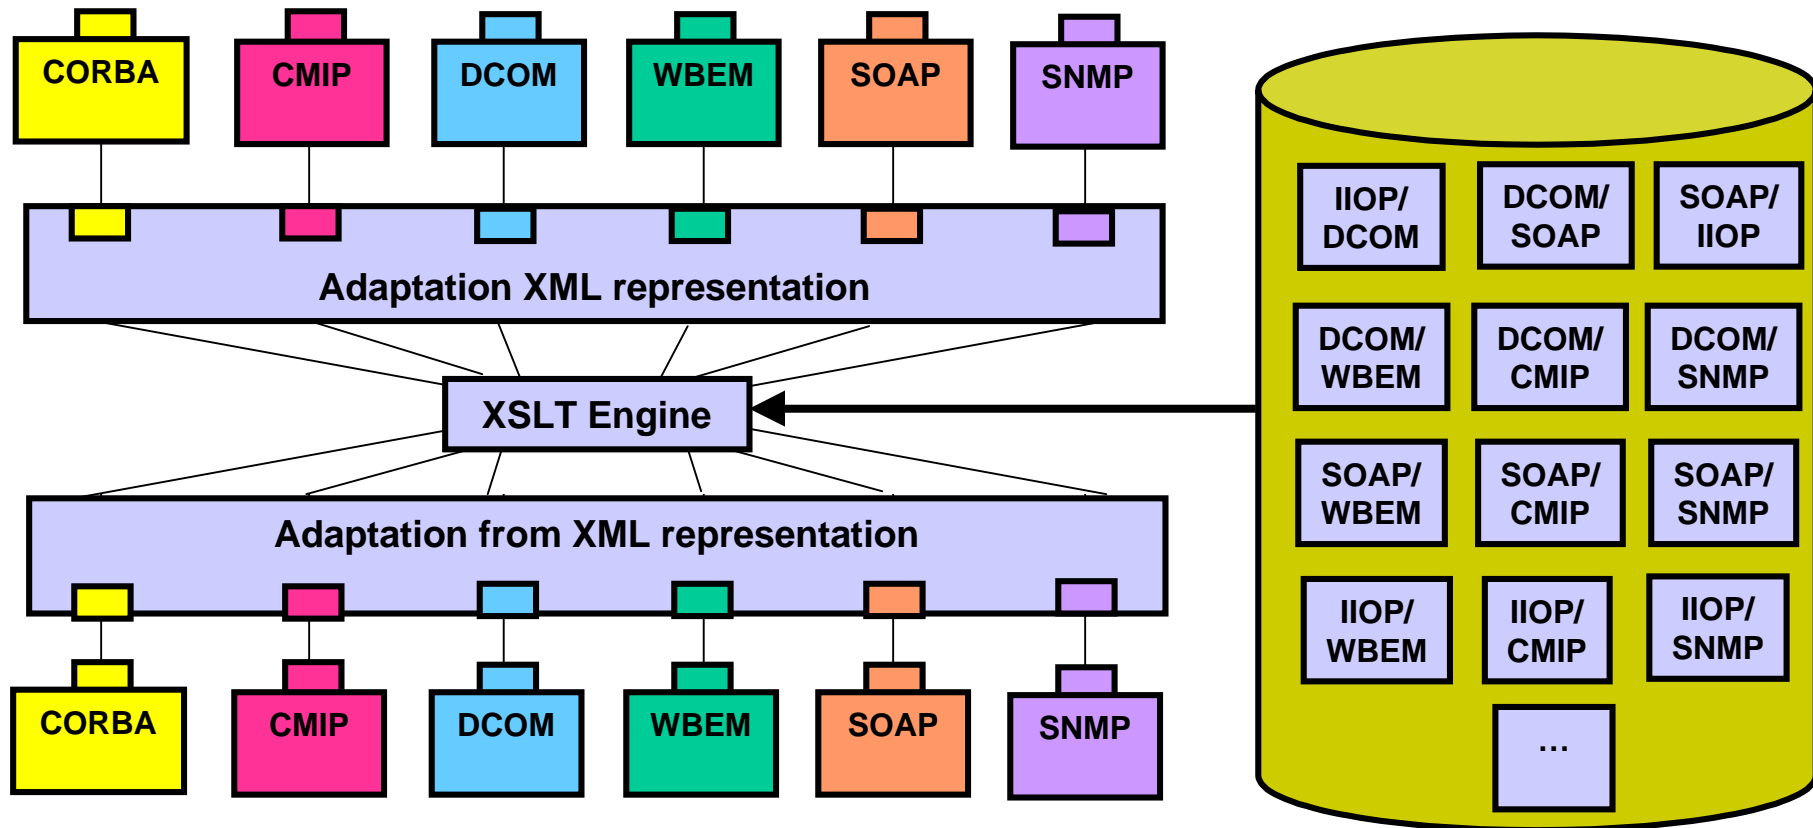 CORBA
CMIP
DCOM
WBEM
SOAP
SNMP
Adaptation XML representation
XSLT Engine
Adaptation from XML representation
CORBA
CMIP
DCOM
WBEM
SOAP
SNMP
IIOP/
DCOM
DCOM/
SOAP
SOAP/
IIOP
DCOM/
WBEM
DCOM/
CMIP
DCOM/
SNMP
SOAP/
WBEM
SOAP/
CMIP
SOAP/
SNMP
IIOP/
WBEM
IIOP/
CMIP
IIOP/
SNMP
...